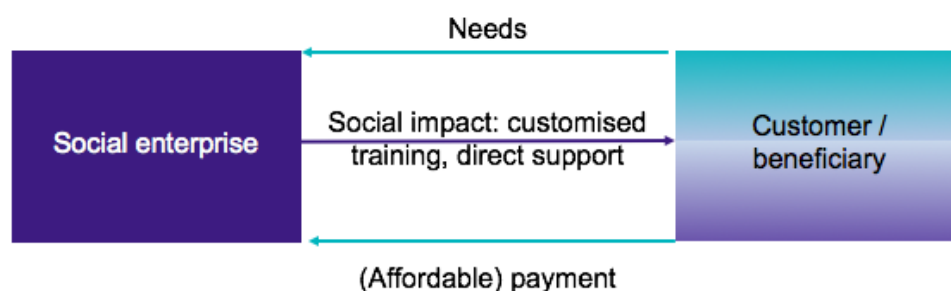 Needs
Social enterprise
Social impact: customised
training, direct support
Customer /
beneficiary
(Affordable) payment